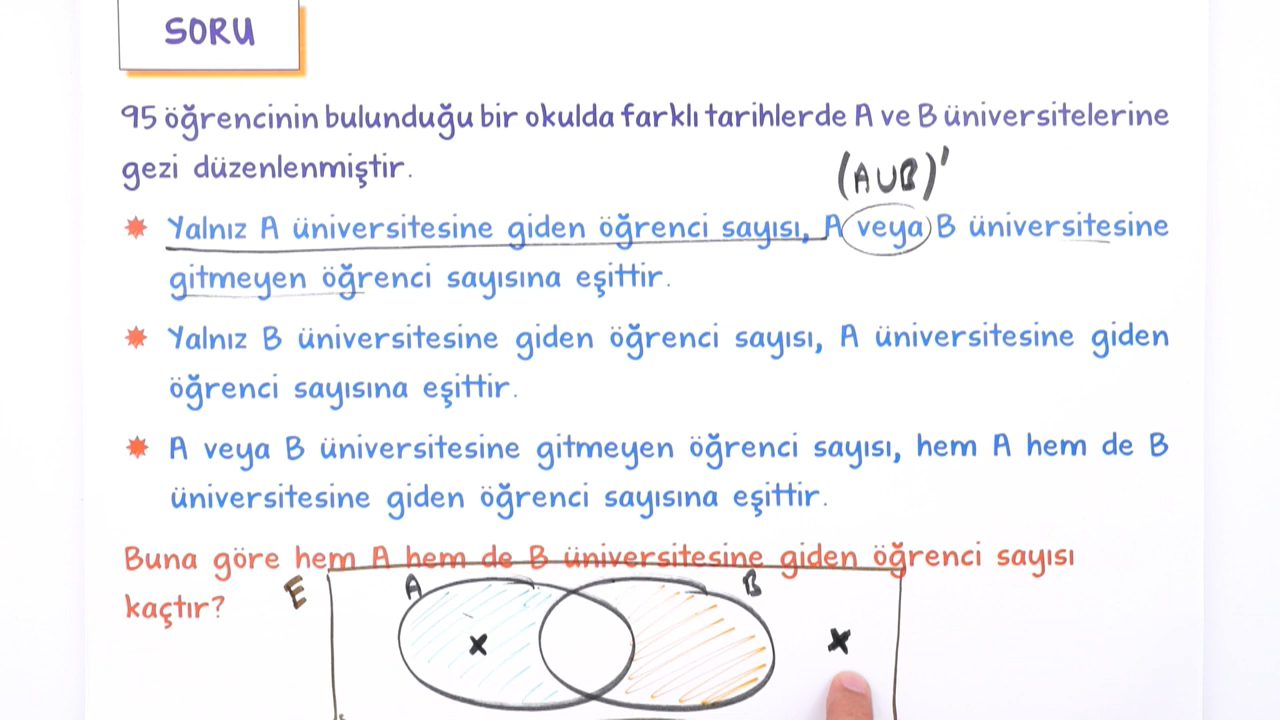 SORU
95 öğrencinin bulunduğu bir okulda farklı tarihlerde A ve B üniversitelerine
gezi düzenlenmiştir.
(AUB)'
Yalnız A üniversitesine giden öğrenci sayısı, A veya B üniversitesine
gitmeyen öğrenci sayısına eşittir.
Yalnız B üniversitesine giden öğrenci sayısı, A üniversitesine giden
öğrenci sayısına eşittir.
A veya B üniversitesine gitmeyen öğrenci sayısı, hem A hem de B
üniversitesine giden öğrenci sayısına eşittir.
Buna göre hem A hem de B üniversitesine giden öğrenci sayısı
kaçtır?
E A B
x x